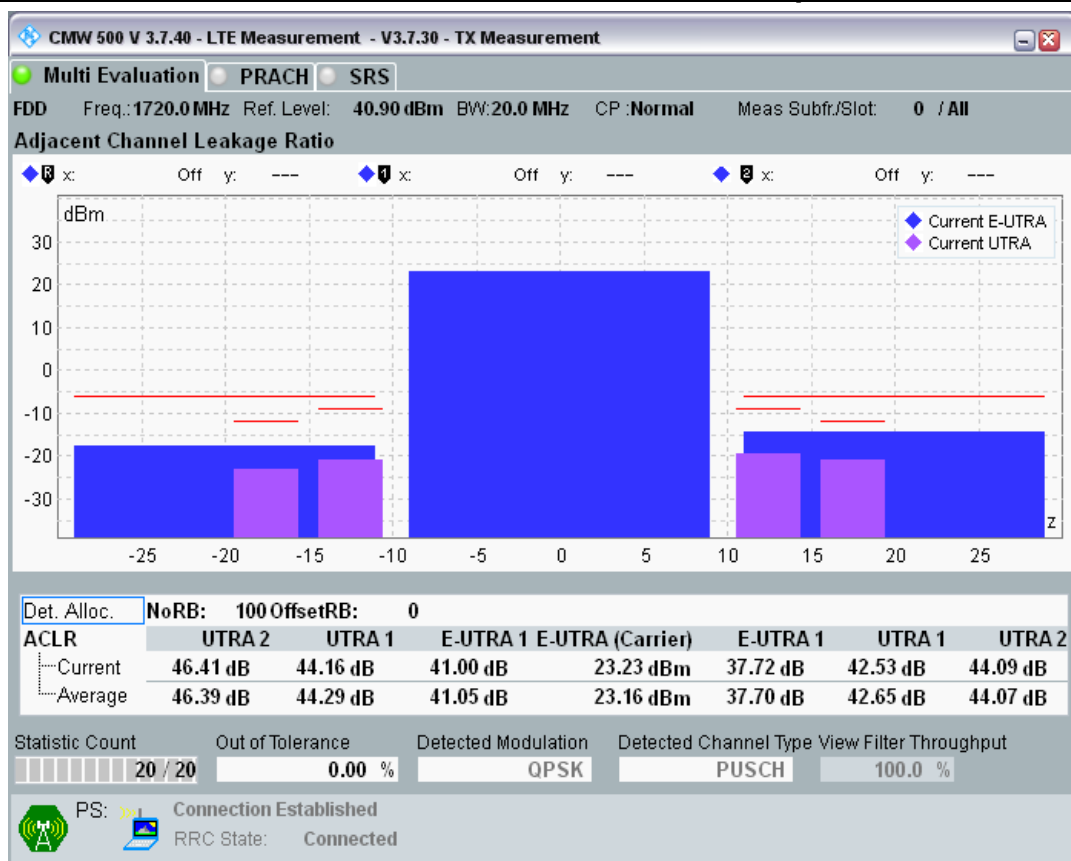 CMW 500 V 3.7.40 - LTE Measurement - V3.7.30 - TX Measurement
Multi Evaluation PRACH SRS
FDD Freq.: 1720.0 MHz Ref. Level: 40.90 dBm BW: 20.0 MHz CP : Normal Meas Subfr./Slot: 0 / All
Adjacent Channel Leakage Ratio
R x: Off y: --- 1 x: Off y: --- 2 x: Off y: ---
dBm
Current E-UTRA
Current UTRA
30
20
10
0
-10
-20
-30
z
-25 -20 -15 -10 -5 0 5 10 15 20 25
Det. Alloc. NoRB: 100 OffsetRB: 0
ACLR UTRA 2 UTRA 1 E-UTRA 1 E-UTRA (Carrier) E-UTRA 1 UTRA 1 UTRA 2
Current 46.41 dB 44.16 dB 41.00 dB 23.23 dBm 37.72 dB 42.53 dB 44.09 dB
Average 46.39 dB 44.29 dB 41.05 dB 23.16 dBm 37.70 dB 42.65 dB 44.07 dB
Statistic Count Out of Tolerance Detected Modulation Detected Channel Type View Filter Throughput
20 / 20 0.00 % QPSK PUSCH 100.0 %
PS: Connection Established
RRC State: Connected